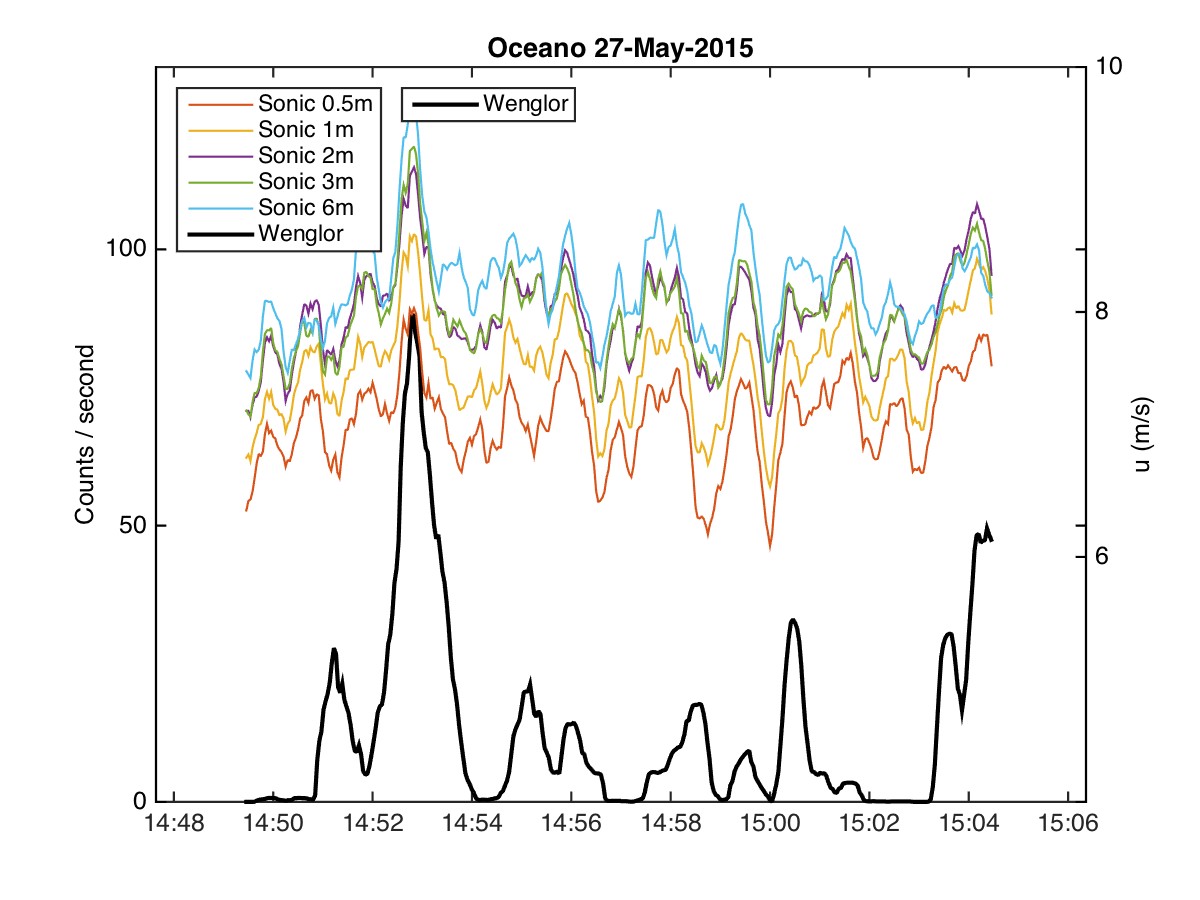 Oceano 27-May-2015
Sonic 0.5m
Sonic 1m
Sonic 2m
Sonic 3m
Sonic 6m
Wenglor
Wenglor
Counts / second
100
50
0
10
8
6
u (m/s)
14:48 14:50 14:52 14:54 14:56 14:58 15:00 15:02 15:04 15:06